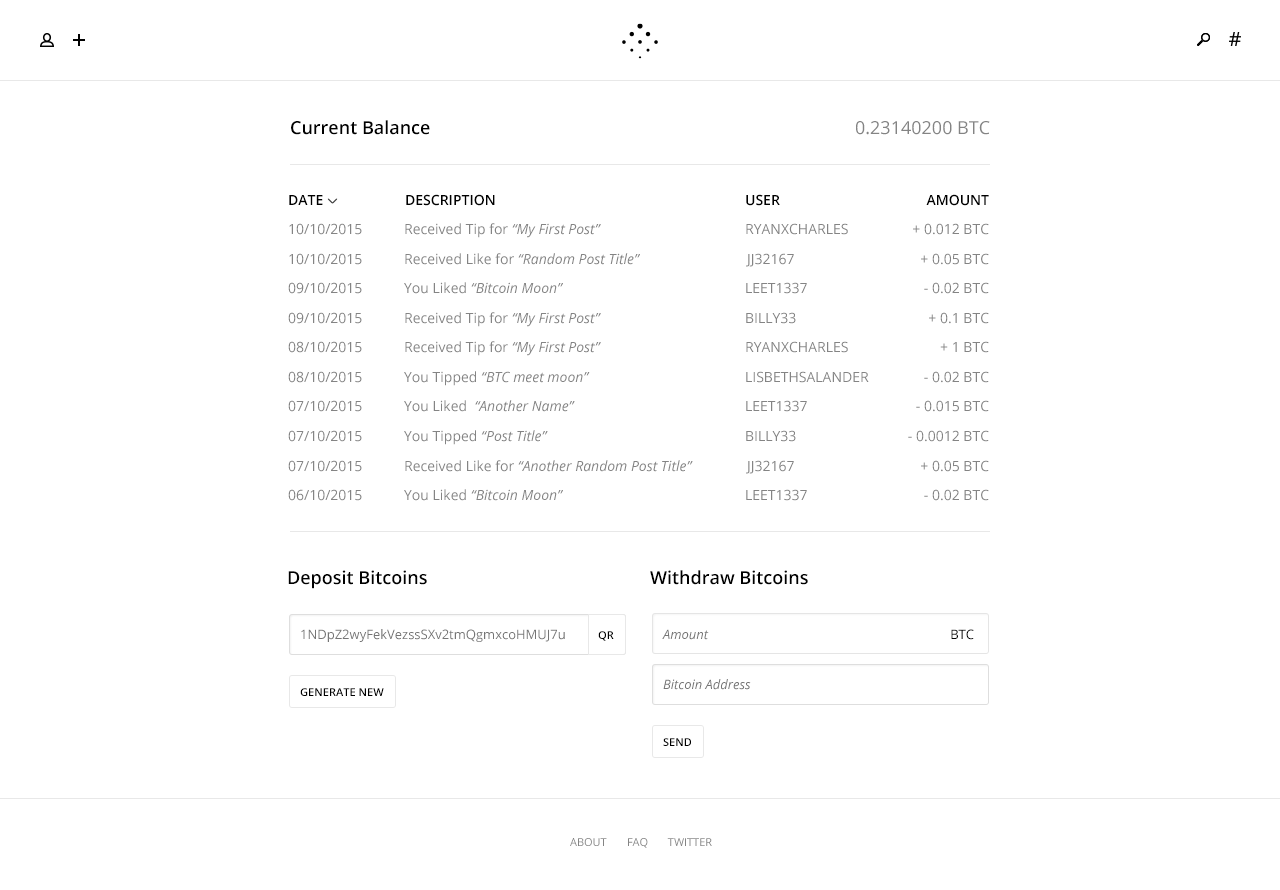 #
Current Balance 0.23140200 BTC
DATE DESCRIPTION USER AMOUNT
10/10/2015 Received Tip for “My First Post” RYANXCHARLES + 0.012 BTC
10/10/2015 Received Like for “Random Post Title” JJ32167 + 0.05 BTC
09/10/2015 You Liked “Bitcoin Moon” LEET1337 - 0.02 BTC
09/10/2015 Received Tip for “My First Post” BILLY33 + 0.1 BTC
08/10/2015 Received Tip for “My First Post” RYANXCHARLES + 1 BTC
08/10/2015 You Tipped “BTC meet moon” LISBETHSALANDER - 0.02 BTC
07/10/2015 You Liked “Another Name” LEET1337 - 0.015 BTC
07/10/2015 You Tipped “Post Title” BILLY33 - 0.0012 BTC
07/10/2015 Received Like for “Another Random Post Title” JJ32167 + 0.05 BTC
06/10/2015 You Liked “Bitcoin Moon” LEET1337 - 0.02 BTC
Deposit Bitcoins
1NDpZ2wyFekVezssSXv2tmQgmxcoHMUJ7u QR
GENERATE NEW
Withdraw Bitcoins
Amount BTC
Bitcoin Address
SEND
ABOUT FAQ TWITTER